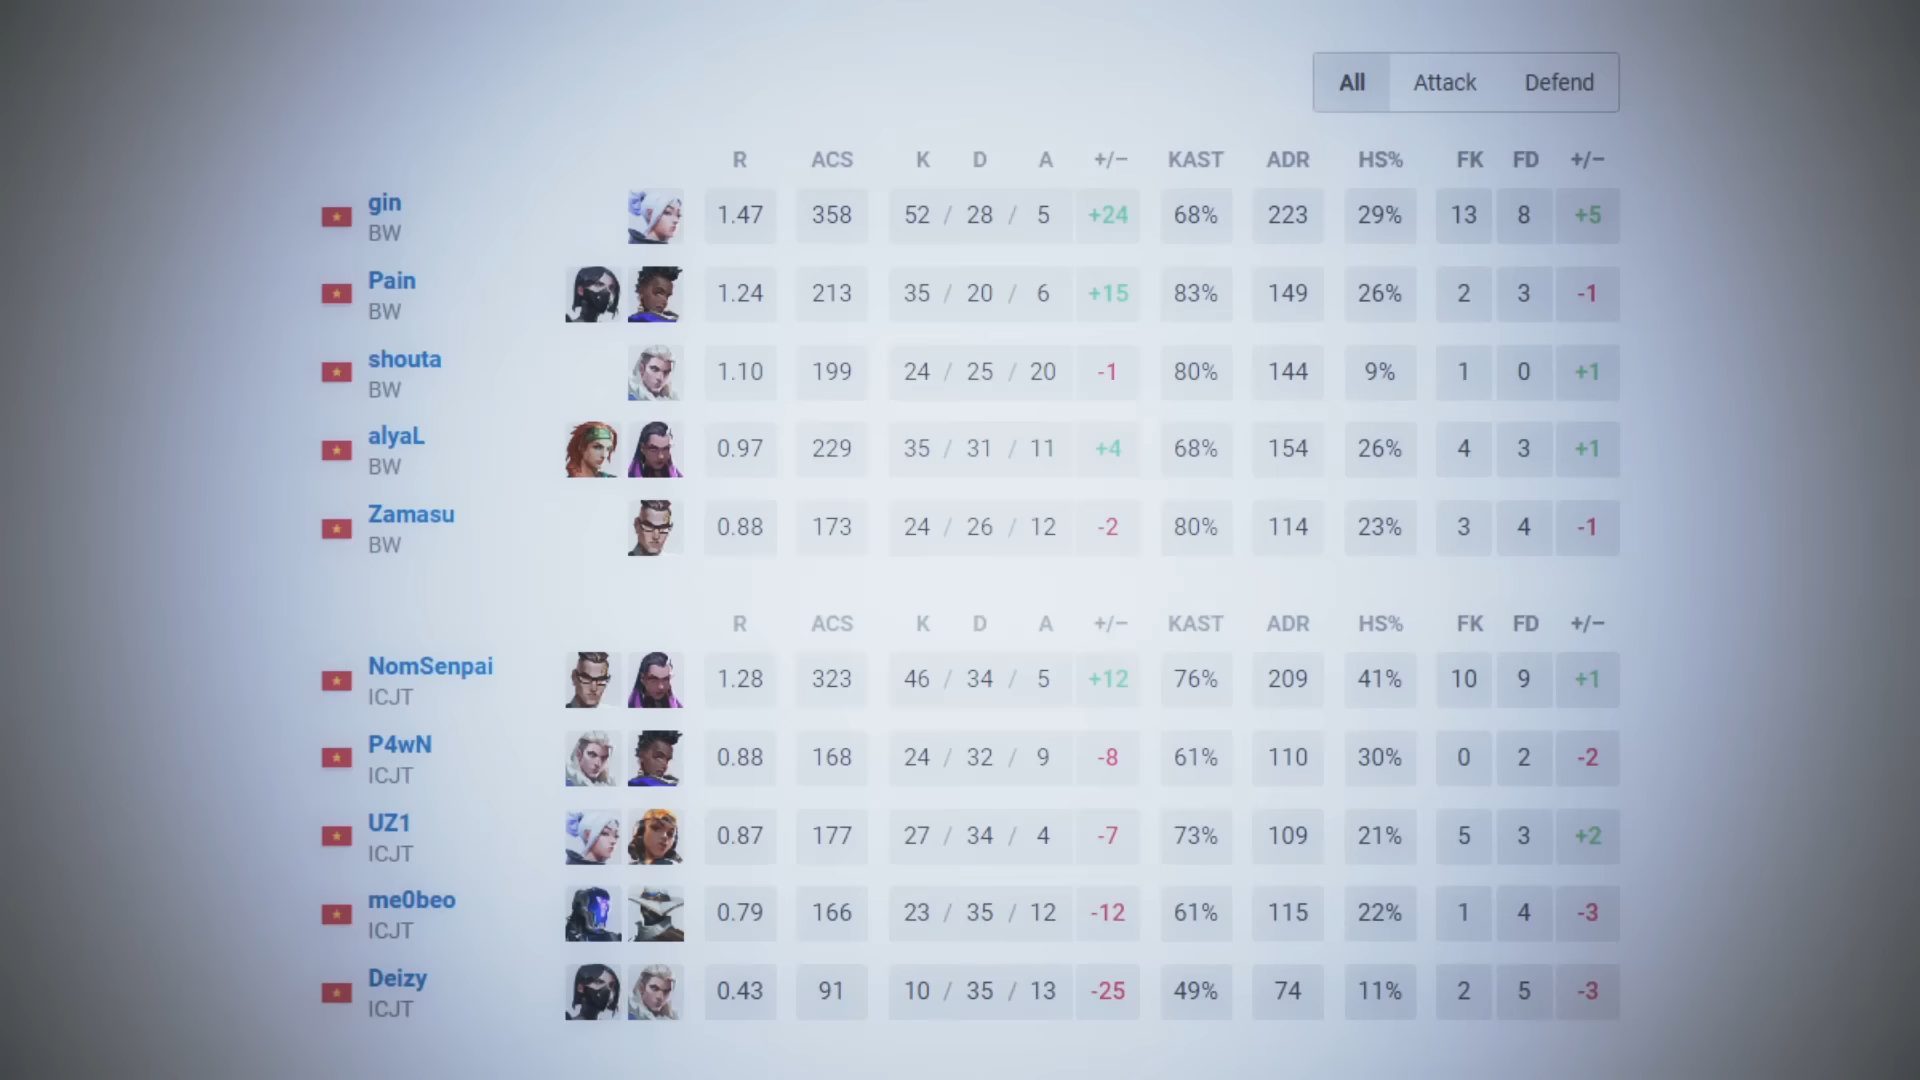 All Attack Defend
R ACS K D A +/– KAST ADR HS% FK FD +/–
gin 1.47 358 52 / 28 / 5 +24 68% 223 29% 13 8 +5
BW
Pain 1.24 213 35 / 20 / 6 +15 83% 149 26% 2 3 -1
BW
shouta 1.10 199 24 / 25 / 20 -1 80% 144 9% 1 0 +1
BW
alyaL 0.97 229 35 / 31 / 11 +4 68% 154 26% 4 3 +1
BW
Zamasu 0.88 173 24 / 26 / 12 -2 80% 114 23% 3 4 -1
BW
R ACS K D A +/– KAST ADR HS% FK FD +/–
NomSenpai 1.28 323 46 / 34 / 5 +12 76% 209 41% 10 9 +1
ICJT
P4wN 0.88 168 24 / 32 / 9 -8 61% 110 30% 0 2 -2
ICJT
UZ1 0.87 177 27 / 34 / 4 -7 73% 109 21% 5 3 +2
ICJT
me0beo 0.79 166 23 / 35 / 12 -12 61% 115 22% 1 4 -3
ICJT
Deizy 0.43 91 10 / 35 / 13 -25 49% 74 11% 2 5 -3
ICJT